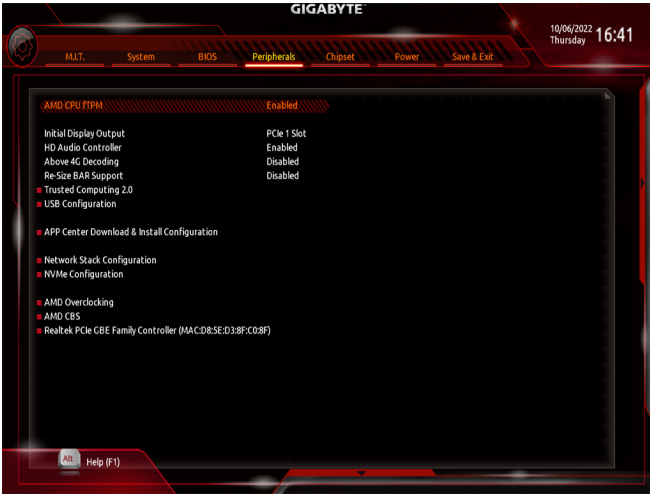 GIGABYTE
10/06/2022 Thursday 16:41
M.I.T. System BIOS Peripherals Chipset Power Save & Exit
AMD CPU fTPM Enabled
Initial Display Output PCIe 1 Slot
HD Audio Controller Enabled
Above 4G Decoding Disabled
Re-Size BAR Support Disabled
Trusted Computing 2.0
USB Configuration
APP Center Download & Install Configuration
Network Stack Configuration
NVMe Configuration
AMD Overclocking
AMD CBS
Realtek PCIe GBE Family Controller (MAC:D8:5E:D3:8F:C0:8F)
Alt Help (F1)